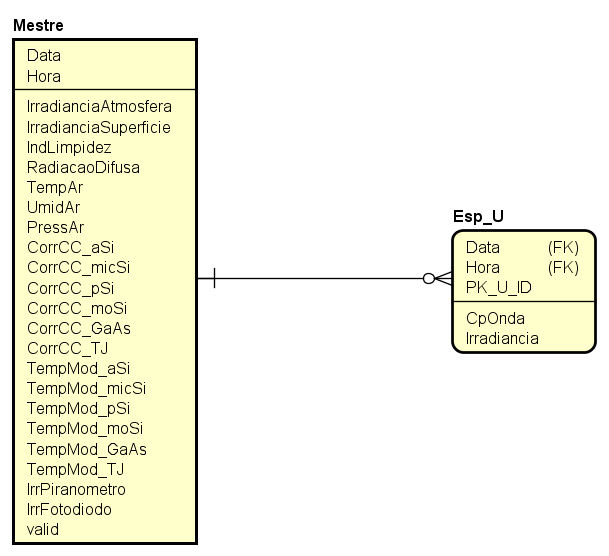 Mestre
Data
Hora
IrradianciaAtmosfera
IrradianciaSuperficie
IndLimpidez
RadiacaoDifusa
TempAr
UmidAr
PressAr
CorrCC_aSi
CorrCC_micSi
CorrCC_pSi
CorrCC_moSi
CorrCC_GaAs
CorrCC_TJ
TempMod_aSi
TempMod_micSi
TempMod_pSi
TempMod_moSi
TempMod_GaAs
TempMod_TJ
IrrPiranometro
IrrFotodiodo
valid
Esp_U
Data (FK)
Hora (FK)
PK_U_ID
CpOnda
Irradiancia